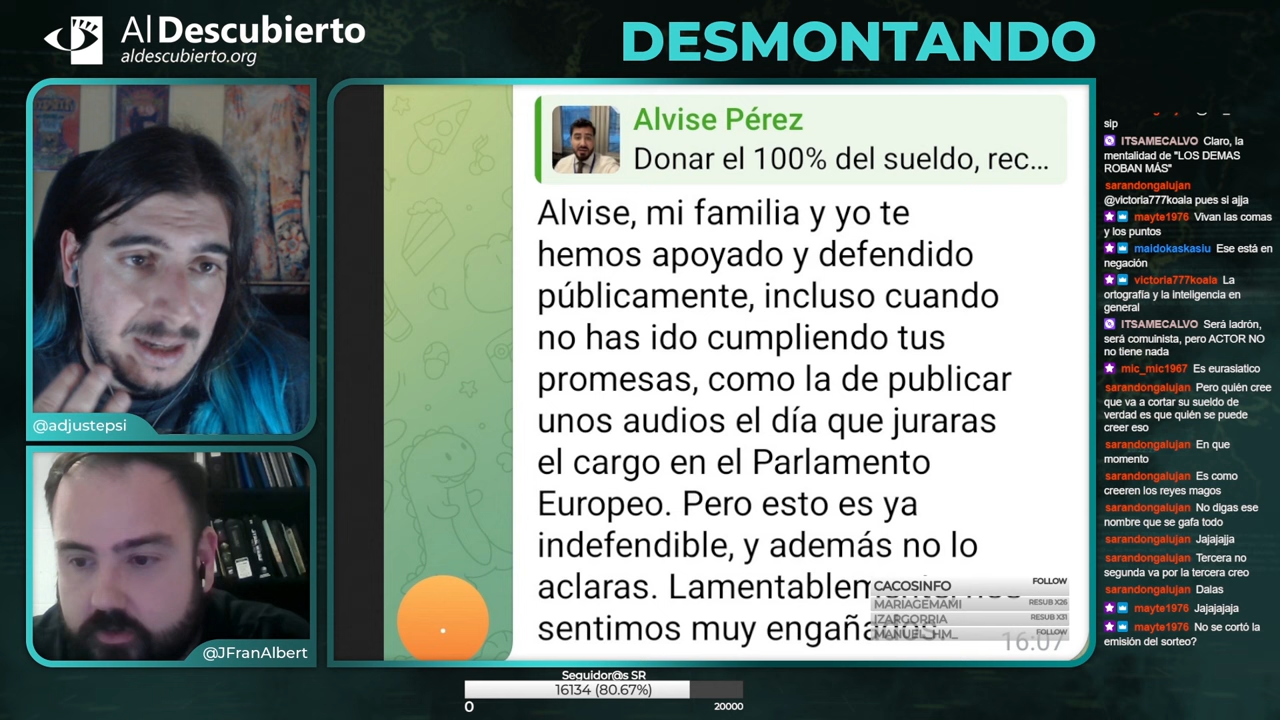 Al Descubierto
aldescubierto.org
DESMONTANDO
@adjustepsi
@JFranAlbert
Alvise Pérez
Donar el 100% del sueldo, rec...
Alvise, mi familia y yo te
hemos apoyado y defendido
públicamente, incluso cuando
no has ido cumpliendo tus
promesas, como la de publicar
unos audios el día que juraras
el cargo en el Parlamento
Europeo. Pero esto es ya
indefendible, y además no lo
aclaras.
sentimos muy
16:07
CACOSINFO FOLLOW
MARIAGEMAMI RESUB X26
IZARGORRIA RESUB X11
MANUEL_HM_ FOLLOW
Seguidor@s SR
16134 (80.67%)
0 20000
sip
ITSAMECALVO Claro, la
mentalidad de "LOS DEMAS
ROBAN MÁS"
sarandongalujan
@victoria777koala pues si ajja
mayte1976 Vivan las comas
y los puntos
maidokaskasiu Ese está en
negación
victoria777koala La
ortografía y la inteligencia en
general
ITSAMECALVO Será ladrón,
será comuinista, pero ACTOR NO
no tiene nada
mic_mic1967 Es eurasiatico
sarandongalujan Pero quién cree
que va a cortar su sueldo de
verdad es que quién se puede
creer eso
sarandongalujan En que
momento
sarandongalujan Es como
creeren los reyes magos
sarandongalujan No digas ese
nombre que se gafa todo
sarandongalujan Jajajajja
sarandongalujan Tercera no
segunda va por la tercera creo
sarandongalujan Dalas
mayte1976 Jajajajaja
mayte1976 No se cortó la
emisión del sorteo?